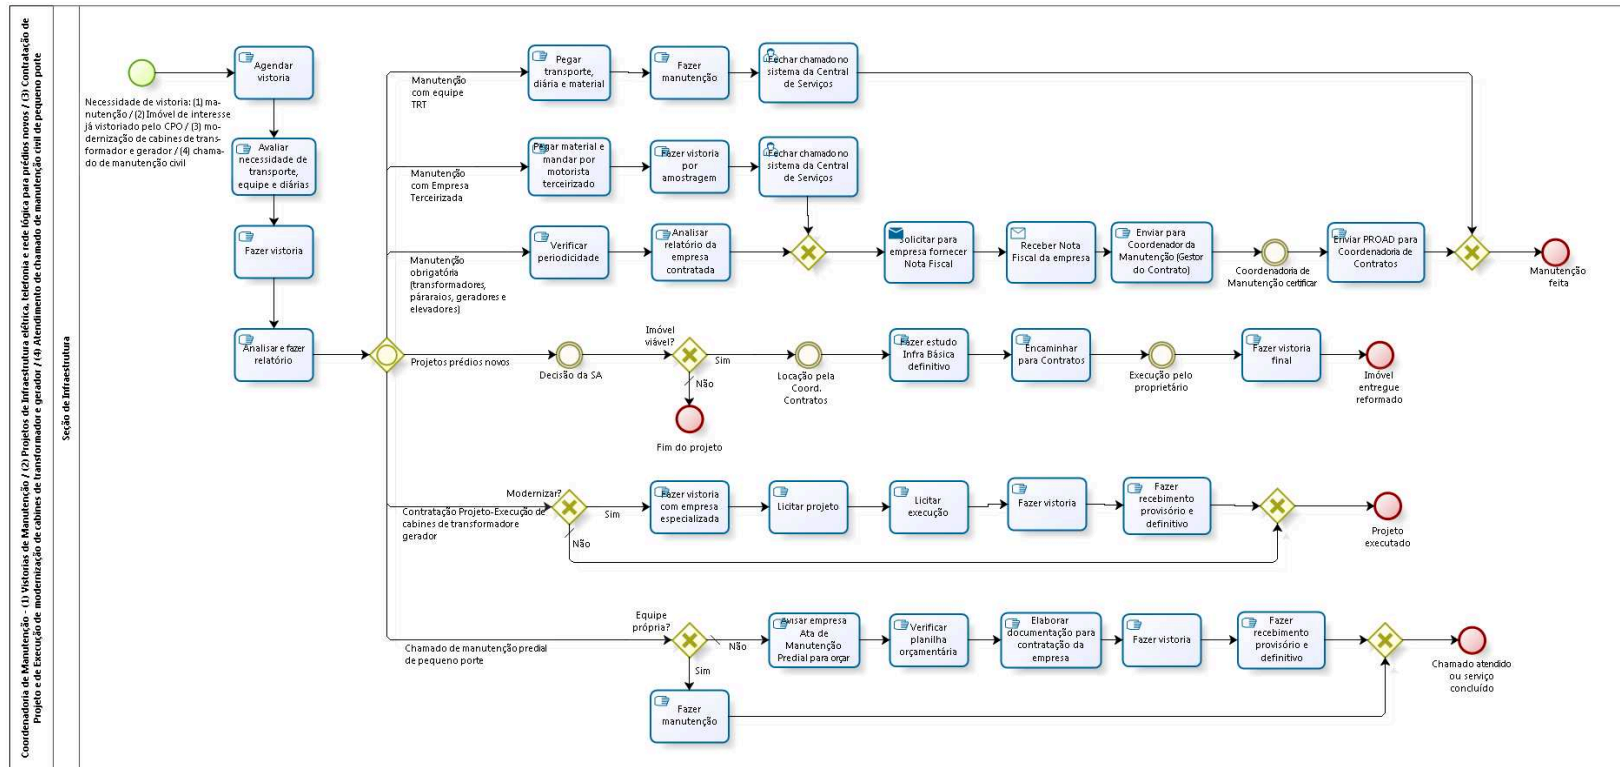 Coordenadoria de Manutenção - (1) Vistorias de Manutenção / (2) Projetos de Infraestrutura elétrica, telefonia e rede lógica para prédios novos / (3) Contratação de
Projeto e de Execução de modernização de cabines de transformador e gerador / (4) Atendimento de chamado de manutenção civil de pequeno porte
Seção de Infraestrutura
Necessidade de vistoria: (1) ma-
nutenção / (2) Imóvel de interesse
já vistoriado pelo CPO / (3) mo-
dernização de cabines de trans-
formador e gerador / (4) chama-
do de manutenção civil
Agendar
vistoria
Avaliar
necessidade de
transporte,
equipe e diárias
Fazer vistoria
Analisar e fazer
relatório
Manutenção
com equipe
TRT
Pegar
transporte,
diária e material
Fazer
manutenção
Fechar chamado no
sistema da Central
de Serviços
Manutenção
com Empresa
Terceirizada
Pegar material e
mandar por
motorista
terceirizado
Fazer vistoria
por
amostragem
Fechar chamado no
sistema da Central
de Serviços
Manutenção
obrigatória
(transformadores,
páraraios, geradores e
elevadores)
Verificar
periodicidade
Analisar
relatório da
empresa
contratada
Solicitar para
empresa fornecer
Nota Fiscal
Receber Nota
Fiscal da empresa
Enviar para
Coordenador da
Manutenção (Gestor
do Contrato)
Coordenadoria de
Manutenção certificar
Enviar PROAD para
Coordenadoria de
Contratos
Manutenção
feita
Projetos prédios novos
Decisão da SA
Imóvel
viável?
Sim
Não
Fim do projeto
Locação pela
Coord.
Contratos
Fazer estudo
Infra Básica
definitivo
Encaminhar
para Contratos
Execução pelo
proprietário
Fazer vistoria
final
Imóvel
entregue
reformado
Contratação Projeto-Execução de
cabines de transformador e
gerador
Modernizar?
Sim
Não
Fazer vistoria
com empresa
especializada
Licitar projeto
Licitar
execução
Fazer vistoria
Fazer
recebimento
provisório e
definitivo
Projeto
executado
Chamado de manutenção predial
de pequeno porte
Equipe
própria?
Não
Sim
Avisar empresa
Ata de
Manutenção
Predial para orçar
Verificar
planilha
orçamentária
Elaborar
documentação para
contratação da
empresa
Fazer vistoria
Fazer
recebimento
provisório e
definitivo
Chamado atendido
ou serviço
concluído
Fazer
manutenção